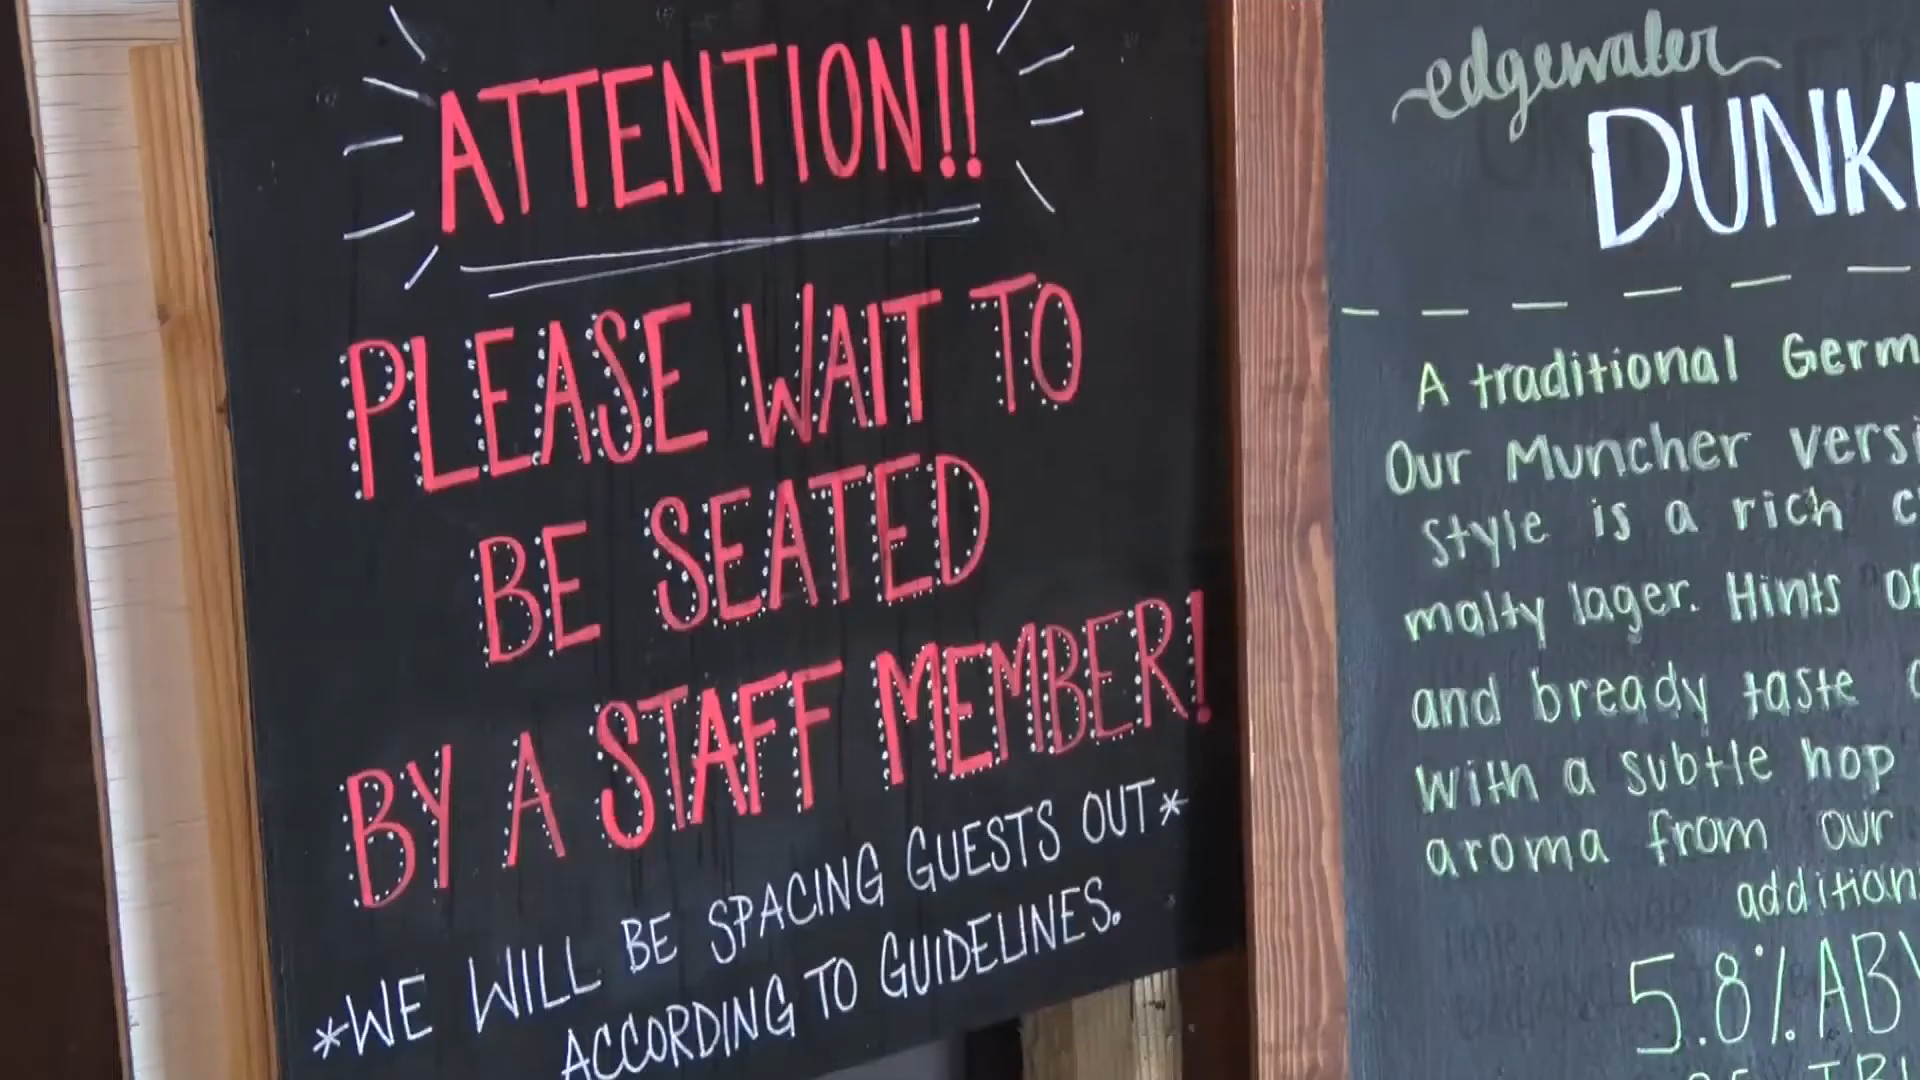 ATTENTION!!
PLEASE WAIT TO
BE SEATED
BY A STAFF MEMBER!
*WE WILL BE SPACING GUESTS OUT*
ACCORDING TO GUIDELINES.
edgewater
DUNK
A traditional Germ
Our Muncher versi
style is a rich c
malty lager. Hints of
and bready taste
with a subtle hop
aroma from our
addition
5.8% ABV